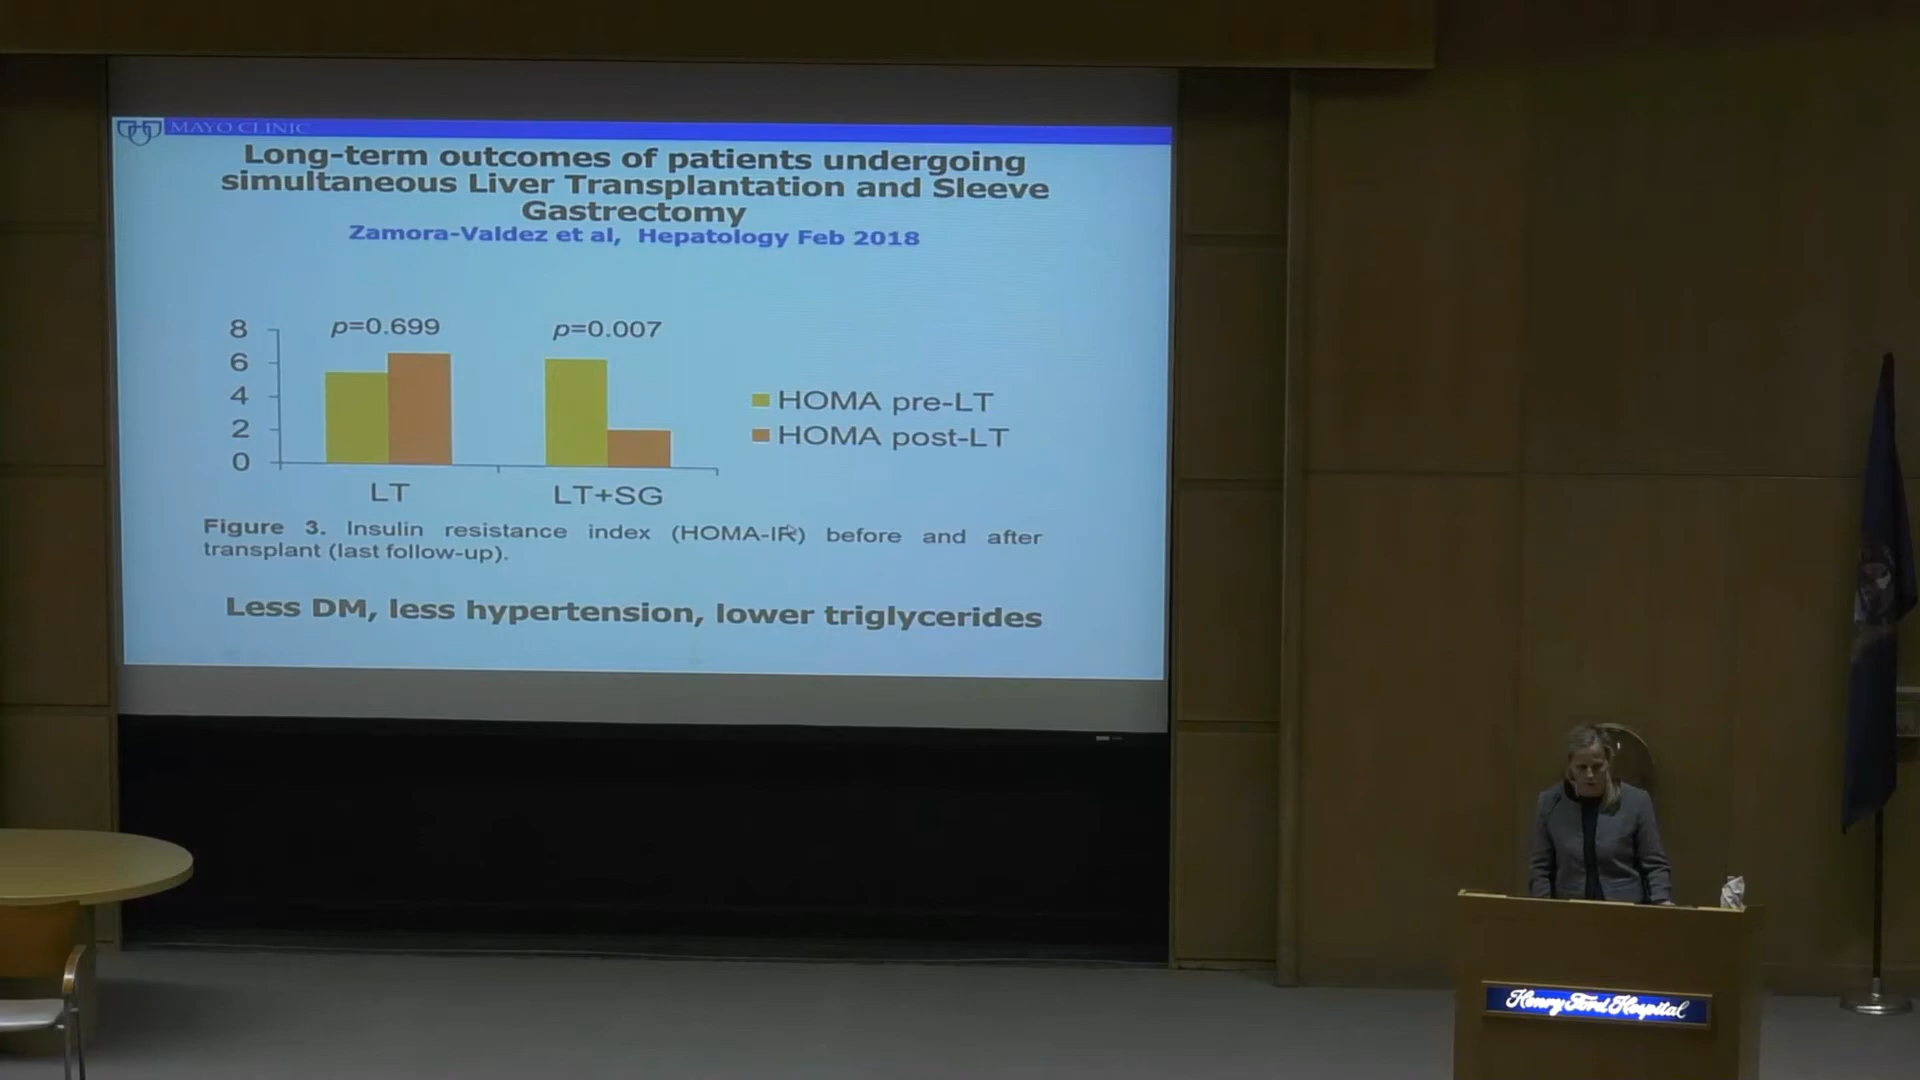 MAYO CLINIC
Long-term outcomes of patients undergoing
simultaneous Liver Transplantation and Sleeve
Gastrectomy
Zamora-Valdez et al, Hepatology Feb 2018
8
6
4
2
0
p=0.699
p=0.007
HOMA pre-LT
HOMA post-LT
LT
LT+SG
Figure 3. Insulin resistance index (HOMA-IR) before and after
transplant (last follow-up).
Less DM, less hypertension, lower triglycerides
Henry Ford Hospital